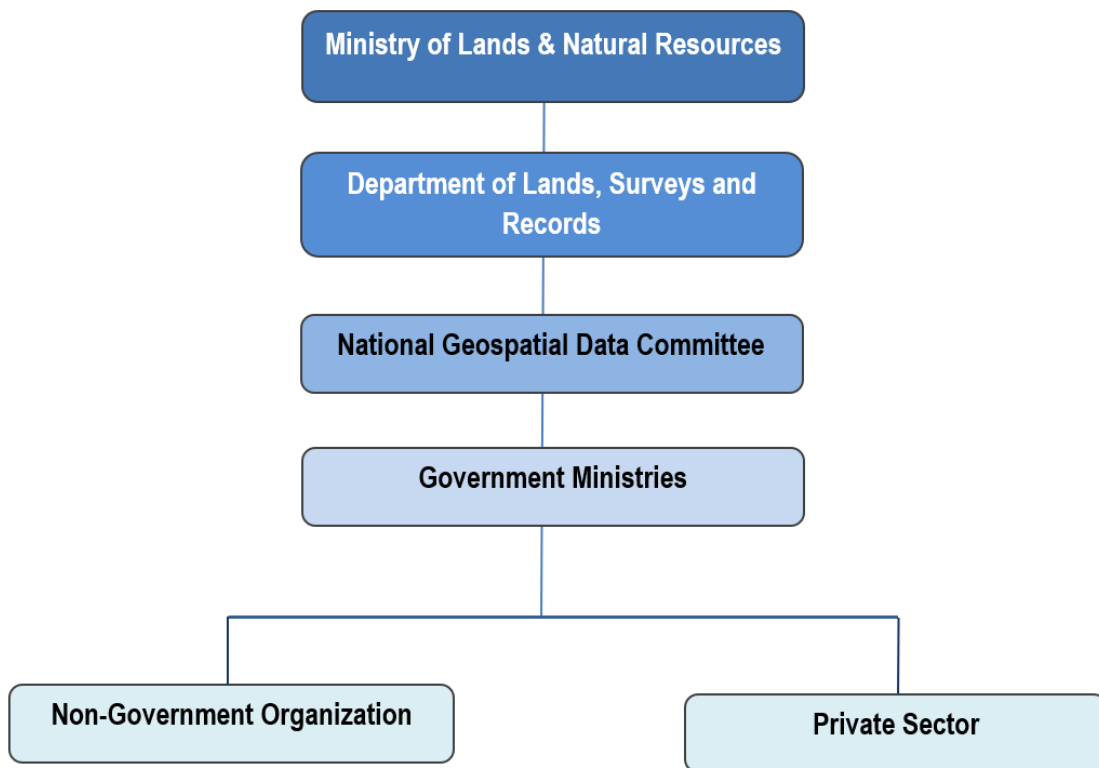 Ministry of Lands & Natural Resources
Department of Lands, Surveys and
Records
National Geospatial Data Committee
Government Ministries
Non-Government Organization
Private Sector